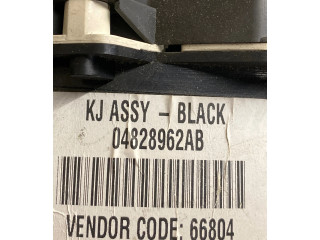 KJ ASSY - BLACK
04828962AB
VENDOR CODE: 66804